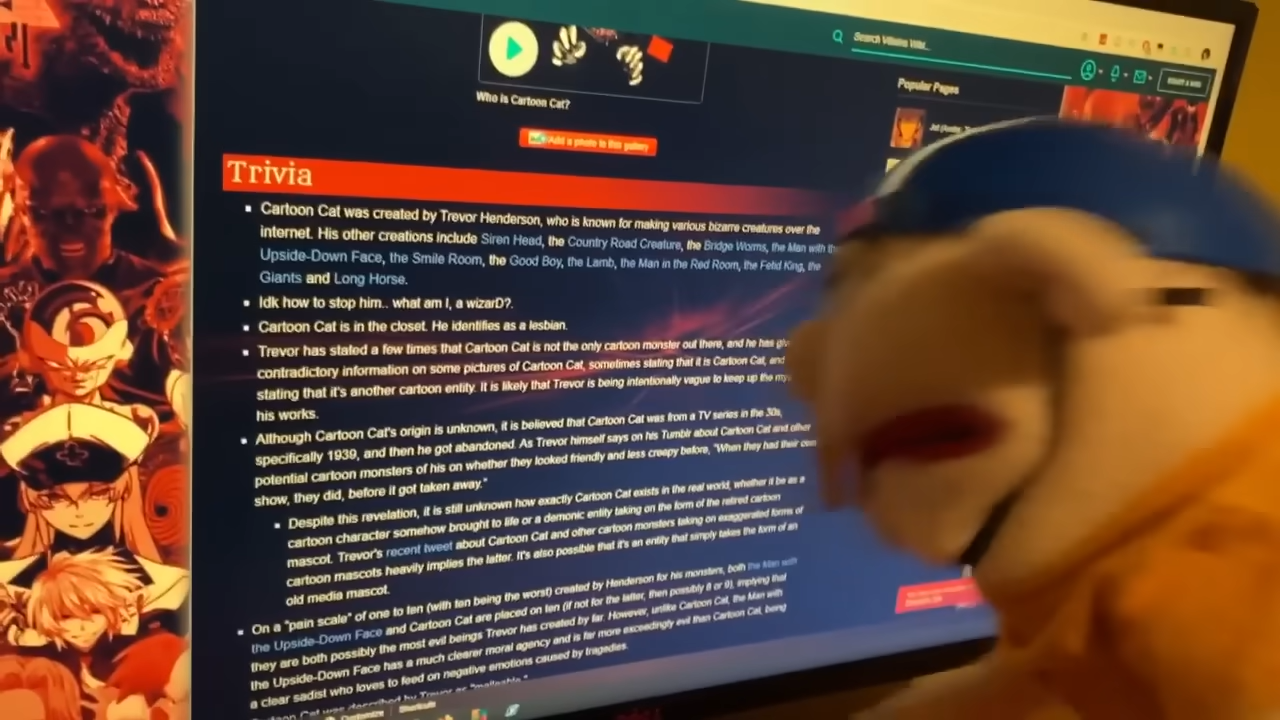 Search Villains Wiki...
Popular Pages
Who is Cartoon Cat?
Add a photo to this gallery
Trivia
Cartoon Cat was created by Trevor Henderson, who is known for making various bizarre creatures over the
internet. His other creations include Siren Head, the Country Road Creature, the Bridge Worms, the Man with the
Upside-Down Face, the Smile Room, the Good Boy, the Lamb, the Man in the Red Room, the Fetid King, the
Giants and Long Horse.
Idk how to stop him.. what am I, a wizarD?.
Cartoon Cat is in the closet. He identifies as a lesbian.
Trevor has stated a few times that Cartoon Cat is not the only cartoon monster out there, and he has
contradictory information on some pictures of Cartoon Cat, sometimes stating that it is Cartoon Cat, and
stating that it's another cartoon entity. It is likely that Trevor is being intentionally vague to keep up the
his works.
Although Cartoon Cat's origin is unknown, it is believed that Cartoon Cat was from a TV series in the 30s,
specifically 1939, and then he got abandoned. As Trevor himself says on his Tumblr about Cartoon Cat and other
potential cartoon monsters of his on whether they looked friendly and less creepy before, "When they had their own
show, they did, before it got taken away."
Despite this revelation, it is still unknown how exactly Cartoon Cat exists in the real world, whether it be as a
cartoon character somehow brought to life or a demonic entity taking on the form of the retired cartoon
mascot. Trevor's recent tweet about Cartoon Cat and other cartoon monsters taking on exaggerated forms of
cartoon mascots heavily implies the latter. It's also possible that it's an entity that simply takes the form of an
old media mascot.
On a "pain scale" of one to ten (with ten being the worst) created by Henderson for his monsters, both the Man with
the Upside-Down Face and Cartoon Cat are placed on ten (if not for the latter, then possibly 8 or 9), implying that
they are both possibly the most evil beings Trevor has created by far. However, unlike Cartoon Cat, the Man with
the Upside-Down Face has a much clearer moral agency and is far more exceedingly evil than Cartoon Cat, being
a clear sadist who loves to feed on negative emotions caused by tragedies.
Cartoon Cat was described by Trevor as "malleable."
Customize Shortcuts